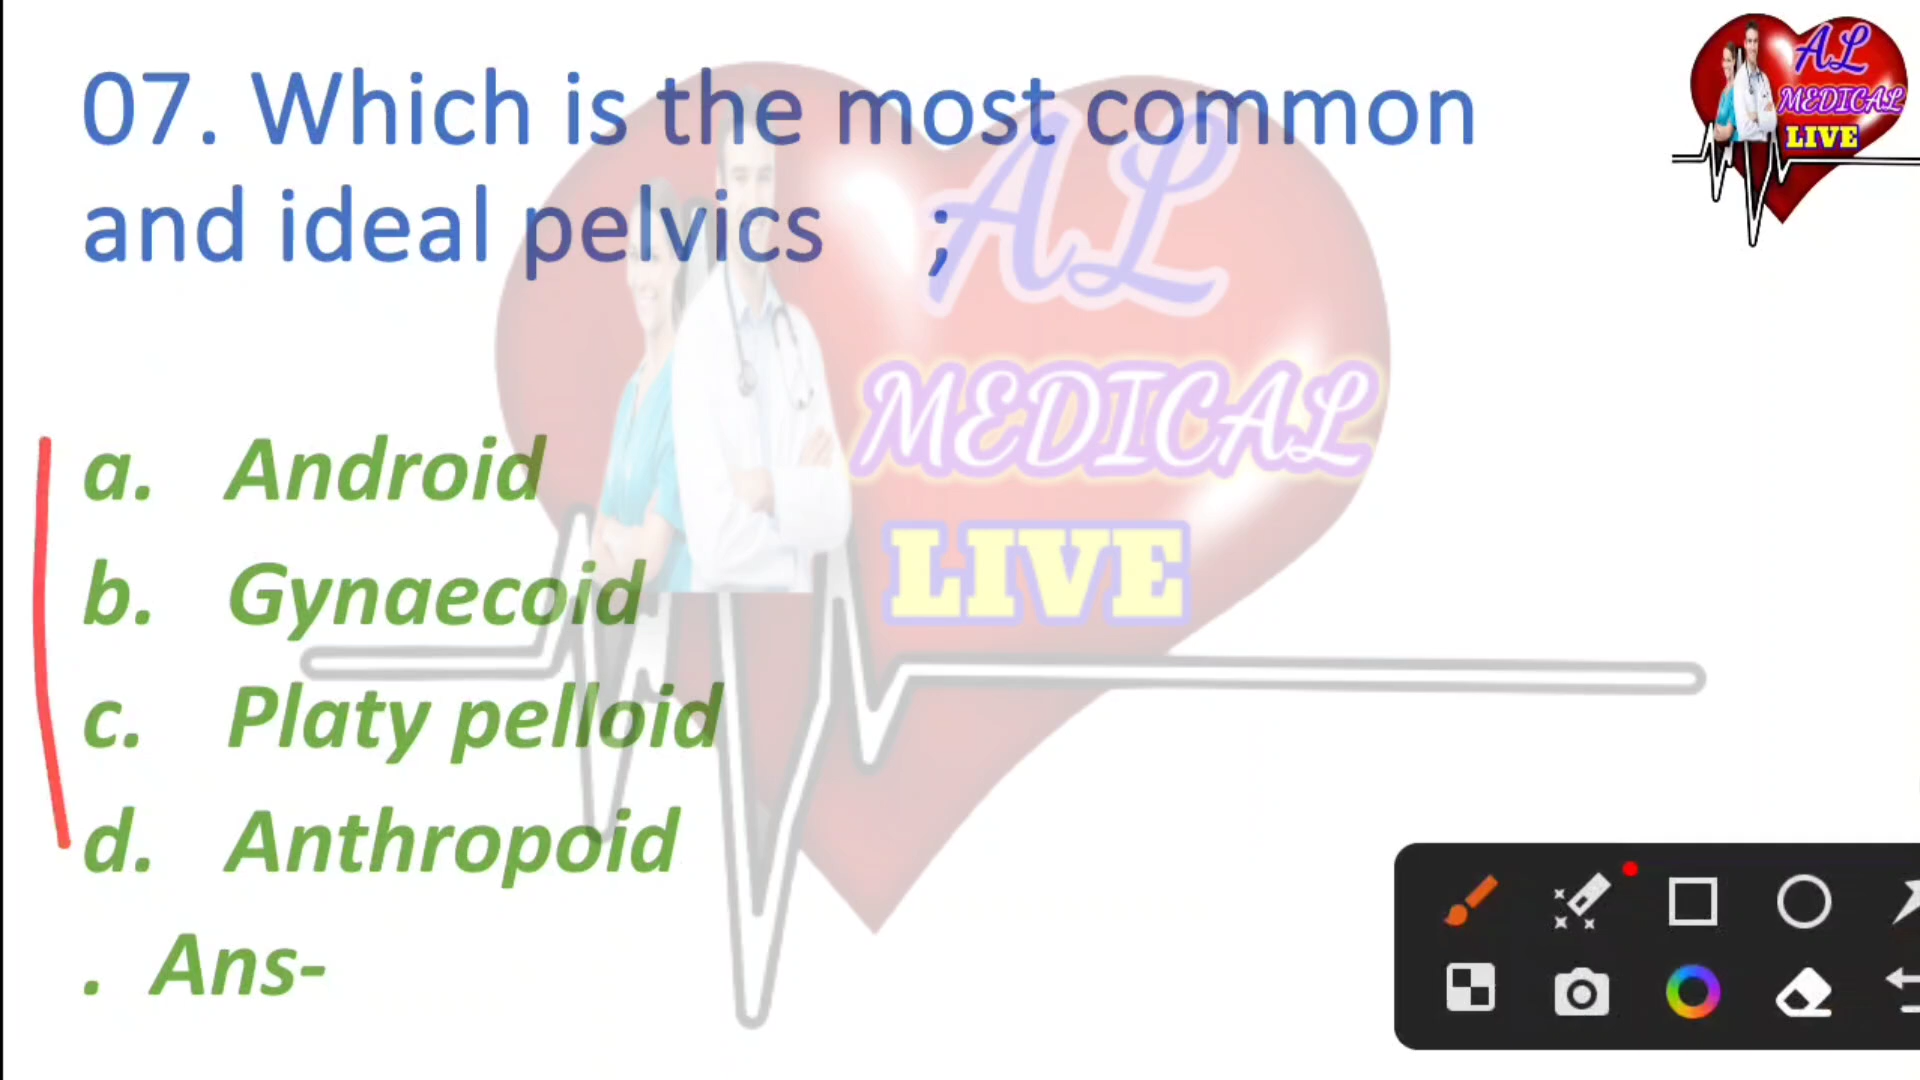 07. Which is the most common
and ideal pelvics ;
a. Android
b. Gynaecoid
c. Platy pelloid
d. Anthropoid
. Ans-
AL
MEDICAL
LIVE
AL
MEDICAL
LIVE